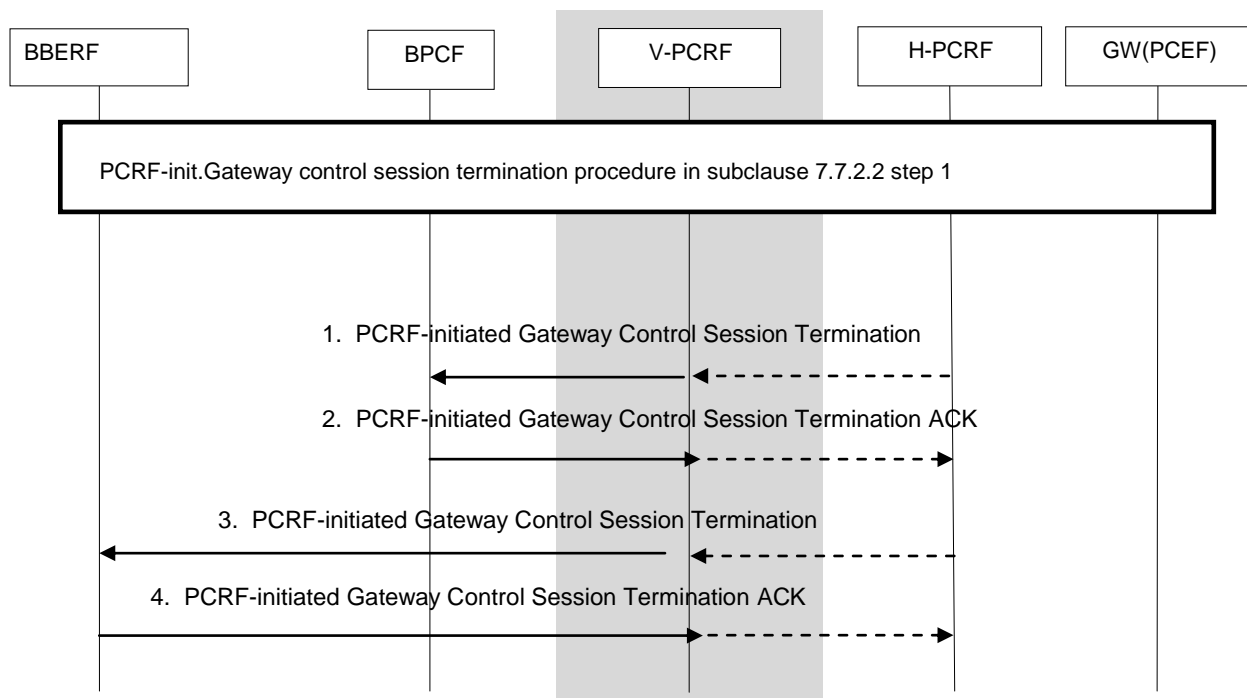 BBERF
BPCF
V-PCRF
H-PCRF
GW(PCEF)
PCRF-init.Gateway control session termination procedure in subclause 7.7.2.2 step 1
1. PCRF-initiated Gateway Control Session Termination
2. PCRF-initiated Gateway Control Session Termination ACK
3. PCRF-initiated Gateway Control Session Termination
4. PCRF-initiated Gateway Control Session Termination ACK